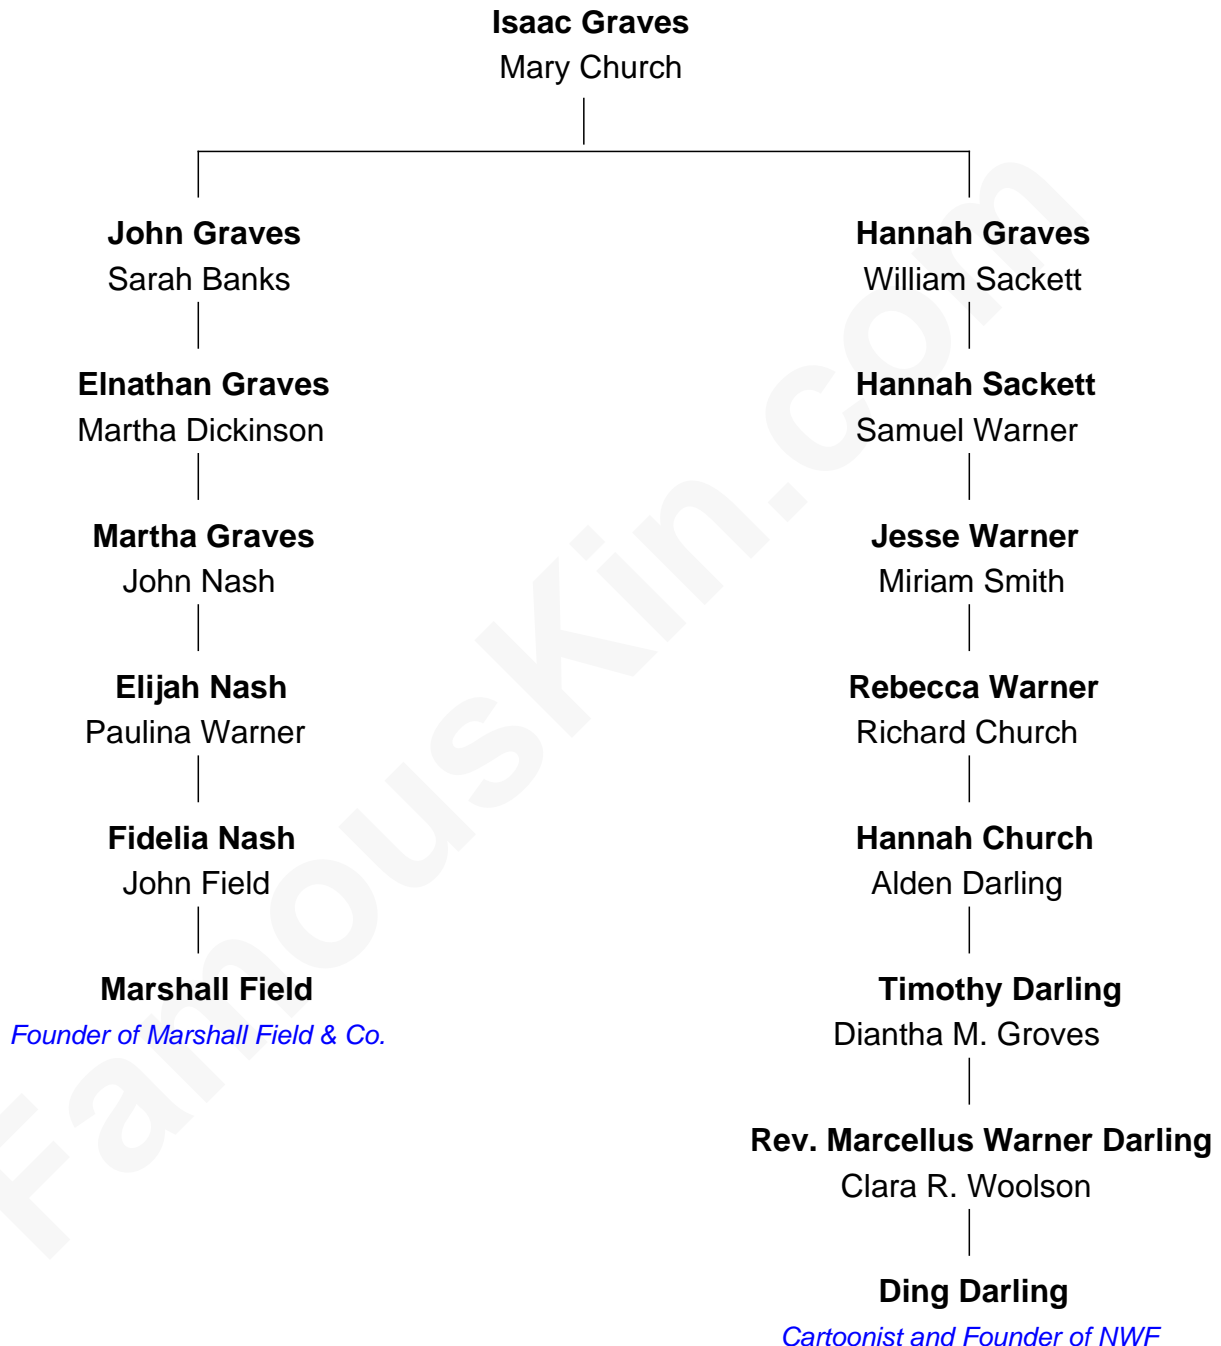 Isaac Graves
Mary Church
John Graves
Sarah Banks
Hannah Graves
William Sackett
Elnathan Graves
Martha Dickinson
Hannah Sackett
Samuel Warner
Martha Graves
John Nash
Jesse Warner
Miriam Smith
Elijah Nash
Paulina Warner
Rebecca Warner
Richard Church
Fidelia Nash
John Field
Hannah Church
Alden Darling
Marshall Field
Founder of Marshall Field & Co.
Timothy Darling
Diantha M. Groves
Rev. Marcellus Warner Darling
Clara R. Woolson
Ding Darling
Cartoonist and Founder of NWF
FamousKin.com